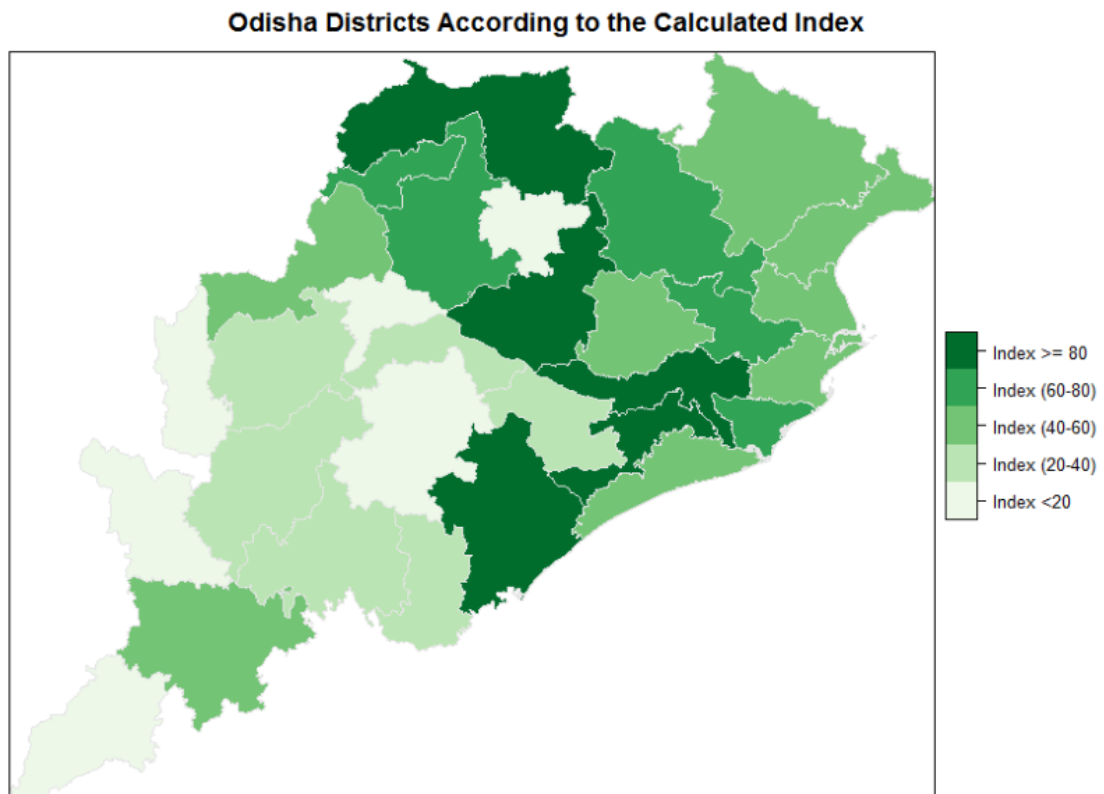 Odisha Districts According to the Calculated Index
Index >= 80
Index (60-80)
Index (40-60)
Index (20-40)
Index <20